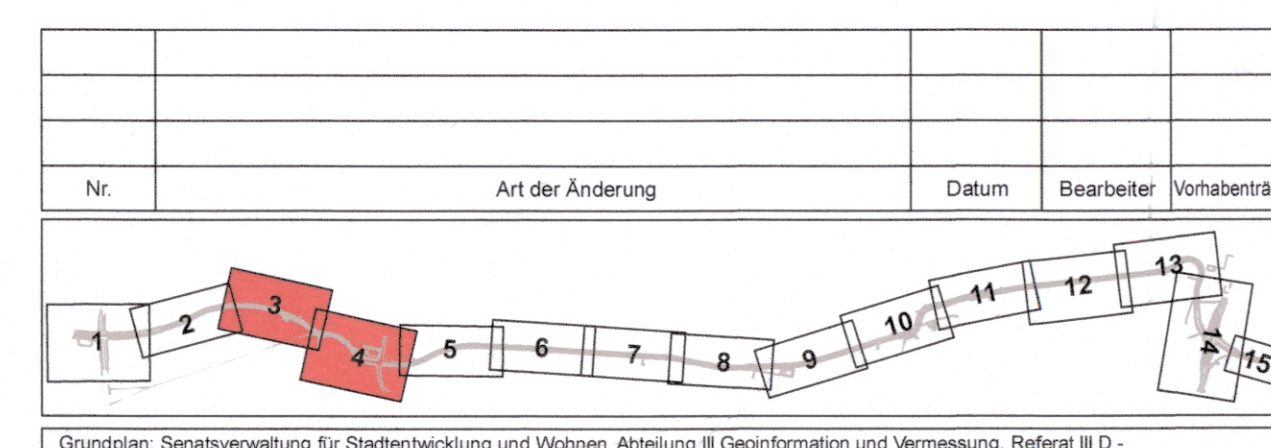 Nr. Art der Änderung Datum Bearbeiter Vorhabenträ
1 2 3 4 5 6 7 8 9 10 11 12 13 14 15
Grundplan: Senatsverwaltung für Stadtentwicklung und Wohnen, Abteilung III Geoinformation und Vermessung, Referat III D -